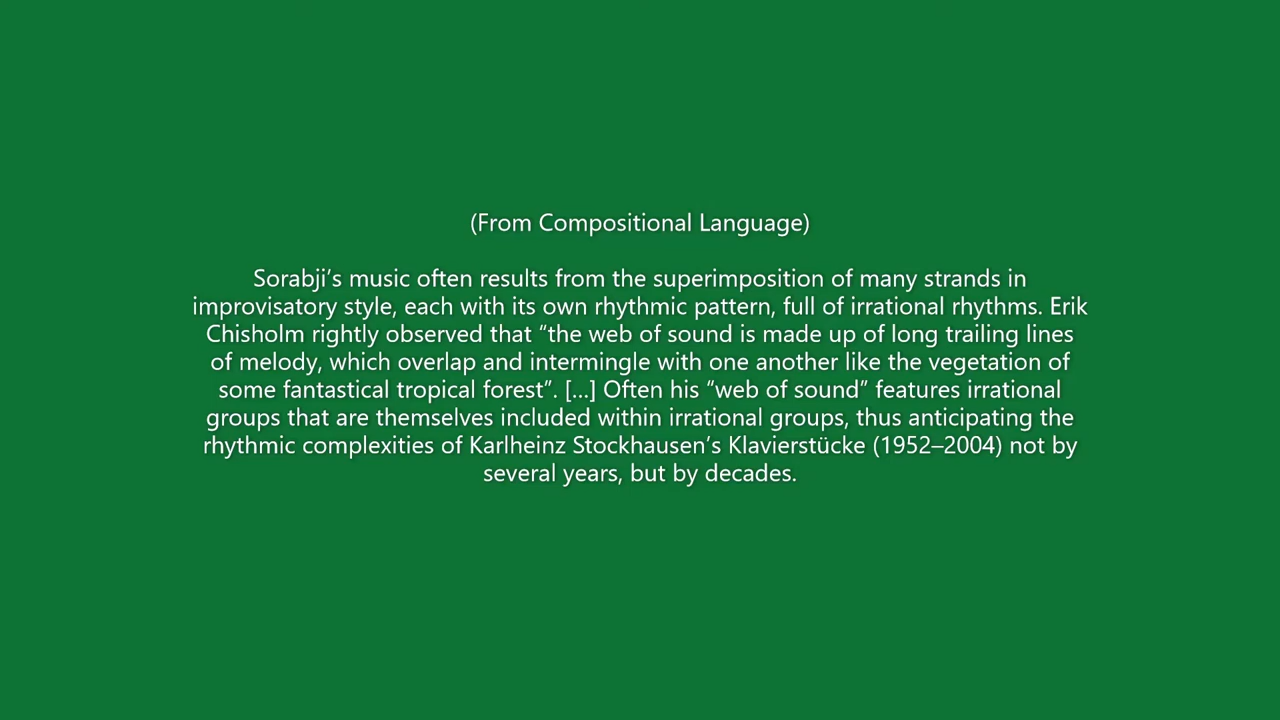 (From Compositional Language)
Sorabji’s music often results from the superimposition of many strands in
improvisatory style, each with its own rhythmic pattern, full of irrational rhythms. Erik
Chisholm rightly observed that “the web of sound is made up of long trailing lines
of melody, which overlap and intermingle with one another like the vegetation of
some fantastical tropical forest”. [...] Often his “web of sound” features irrational
groups that are themselves included within irrational groups, thus anticipating the
rhythmic complexities of Karlheinz Stockhausen’s Klavierstücke (1952–2004) not by
several years, but by decades.